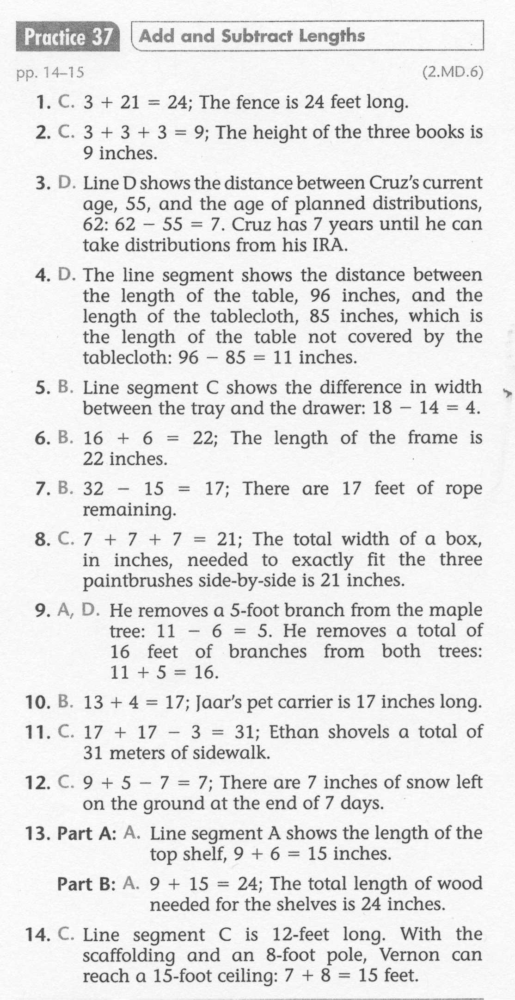 Practice 37 Add and Subtract Lengths
pp. 14–15 (2.MD.6)
1. C. 3 + 21 = 24; The fence is 24 feet long.
2. C. 3 + 3 + 3 = 9; The height of the three books is
9 inches.
3. D. Line D shows the distance between Cruz's current
age, 55, and the age of planned distributions,
62: 62 − 55 = 7. Cruz has 7 years until he can
take distributions from his IRA.
4. D. The line segment shows the distance between
the length of the table, 96 inches, and the
length of the tablecloth, 85 inches, which is
the length of the table not covered by the
tablecloth: 96 − 85 = 11 inches.
5. B. Line segment C shows the difference in width
between the tray and the drawer: 18 − 14 = 4.
6. B. 16 + 6 = 22; The length of the frame is
22 inches.
7. B. 32 − 15 = 17; There are 17 feet of rope
remaining.
8. C. 7 + 7 + 7 = 21; The total width of a box,
in inches, needed to exactly fit the three
paintbrushes side-by-side is 21 inches.
9. A, D. He removes a 5-foot branch from the maple
tree: 11 − 6 = 5. He removes a total of
16 feet of branches from both trees:
11 + 5 = 16.
10. B. 13 + 4 = 17; Jaar's pet carrier is 17 inches long.
11. C. 17 + 17 − 3 = 31; Ethan shovels a total of
31 meters of sidewalk.
12. C. 9 + 5 − 7 = 7; There are 7 inches of snow left
on the ground at the end of 7 days.
13. Part A: A. Line segment A shows the length of the
top shelf, 9 + 6 = 15 inches.
Part B: A. 9 + 15 = 24; The total length of wood
needed for the shelves is 24 inches.
14. C. Line segment C is 12-feet long. With the
scaffolding and an 8-foot pole, Vernon can
reach a 15-foot ceiling: 7 + 8 = 15 feet.